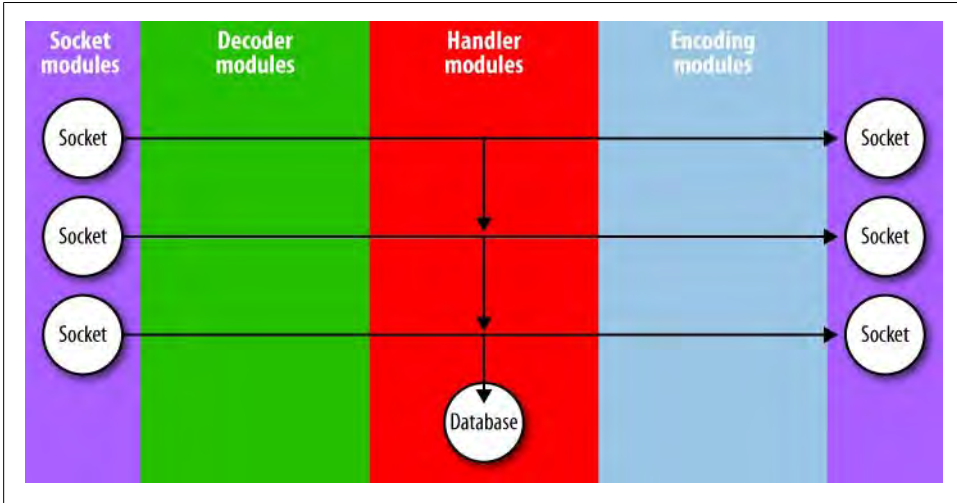 Socket
modules
Decoder
modules
Handler
modules
Encoding
modules
Socket
Socket
Socket
Socket
Socket
Socket
Database